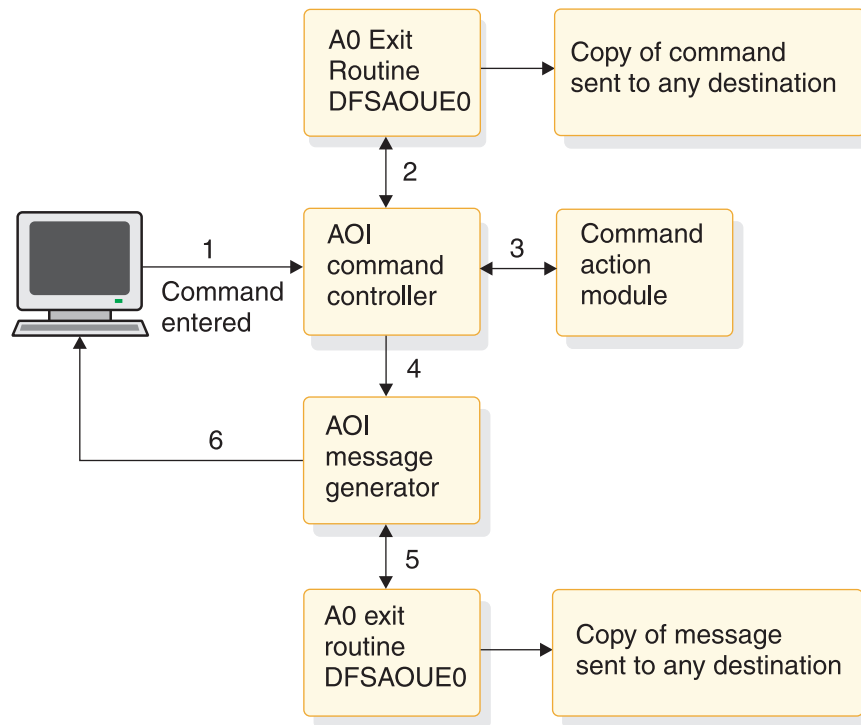 A0 Exit
Routine
DFSAOUE0
Copy of command
sent to any destination
2
1
Command
entered
AOI
command
controller
3
Command
action
module
4
6
AOI
message
generator
5
A0 exit
routine
DFSAOUE0
Copy of message
sent to any destination